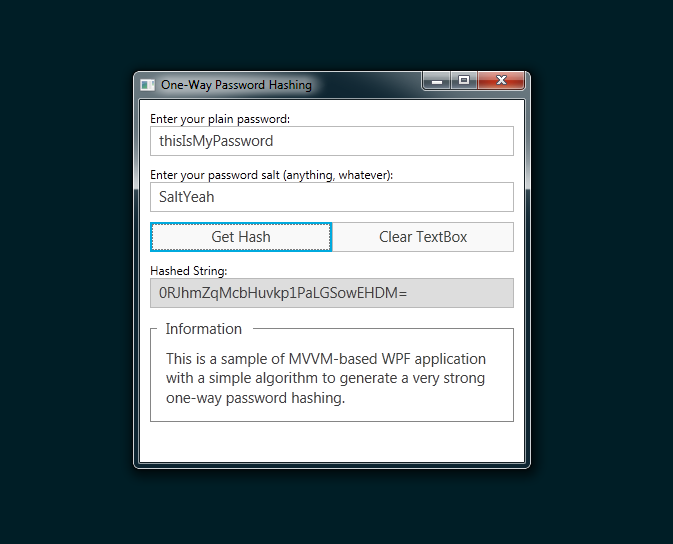 One-Way Password Hashing
Enter your plain password:
thisIsMyPassword
Enter your password salt (anything, whatever):
SaltYeah
Get Hash
Clear TextBox
Hashed String:
0RJhmZqMcbHuvkp1PaLGSowEHDM=
Information
This is a sample of MVVM-based WPF application
with a simple algorithm to generate a very strong
one-way password hashing.